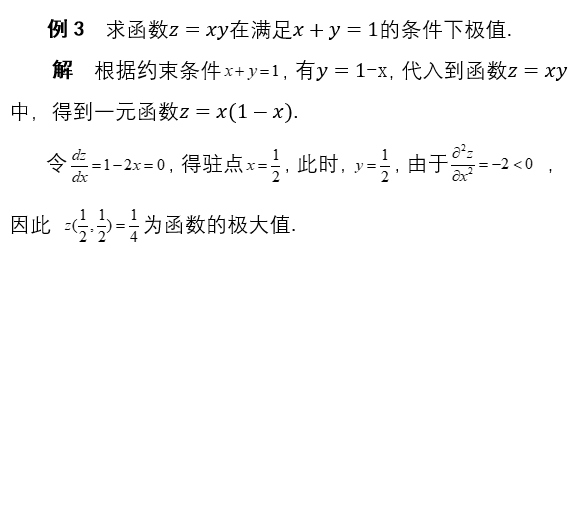 例 3 求函数z = xy在满足x + y = 1的条件下极值.
解 根据约束条件x+y=1, 有y = 1−x, 代入到函数z = xy
中，得到一元函数z = x(1 − x).
令 dz/dx =1−2x=0, 得驻点 x=1/2, 此时, y=1/2, 由于 ∂²z/∂x² =−2<0 ，
因此 z(1/2,1/2)=1/4 为函数的极大值.